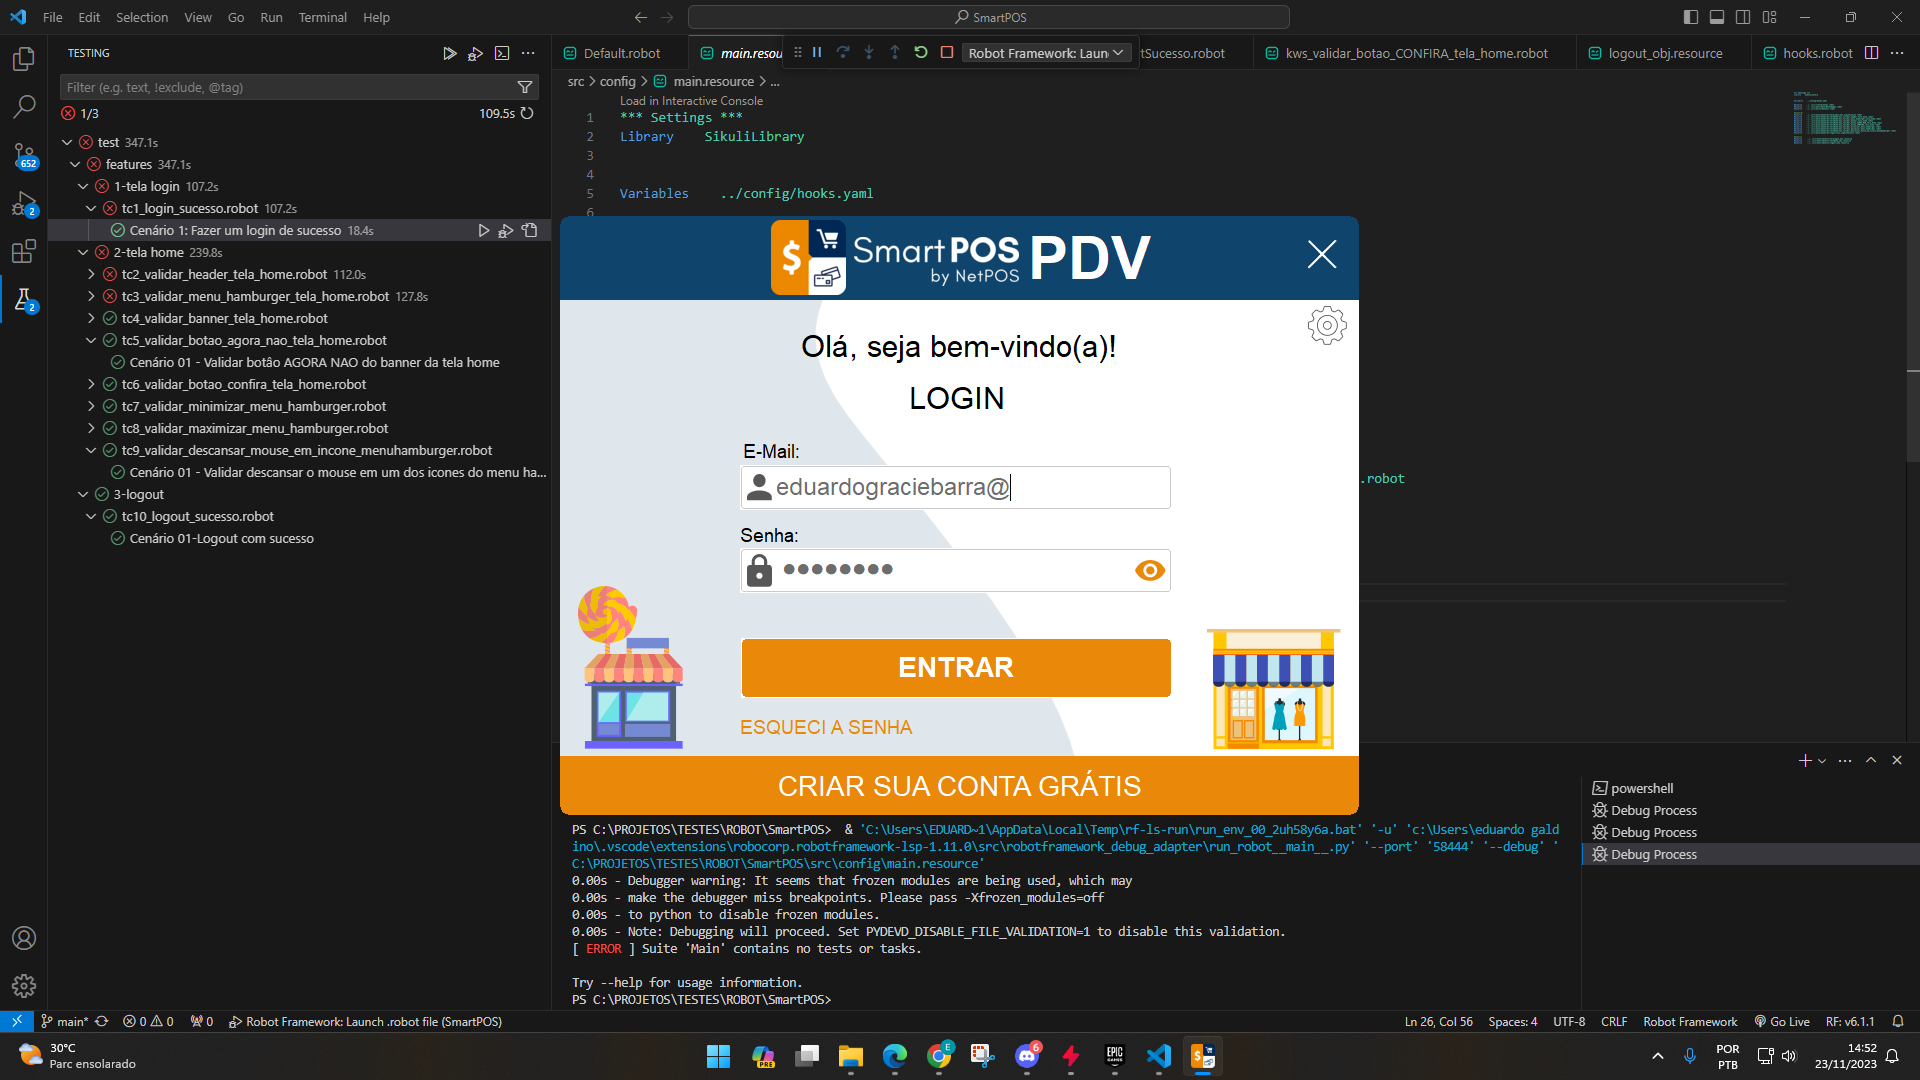 File Edit Selection View Go Run Terminal Help
SmartPOS
TESTING
Default.robot
main.resou
Robot Framework: Laun
tSucesso.robot
kws_validar_botao_CONFIRA_tela_home.robot
logout_obj.resource
hooks.robot
Filter (e.g. text, !exclude, @tag)
src > config > main.resource > ...
1/3
109.5s
Load in Interactive Console
1 *** Settings ***
2 Library SikuliLibrary
3
4
5 Variables ../config/hooks.yaml
6
.robot
test 347.1s
features 347.1s
1-tela login 107.2s
tc1_login_sucesso.robot 107.2s
Cenário 1: Fazer um login de sucesso 18.4s
2-tela home 239.8s
tc2_validar_header_tela_home.robot 112.0s
tc3_validar_menu_hamburger_tela_home.robot 127.8s
tc4_validar_banner_tela_home.robot
tc5_validar_botao_agora_nao_tela_home.robot
Cenário 01 - Validar botâo AGORA NAO do banner da tela home
tc6_validar_botao_confira_tela_home.robot
tc7_validar_minimizar_menu_hamburger.robot
tc8_validar_maximizar_menu_hamburger.robot
tc9_validar_descansar_mouse_em_incone_menuhamburger.robot
Cenário 01 - Validar descansar o mouse em um dos icones do menu ha...
3-logout
tc10_logout_sucesso.robot
Cenário 01-Logout com sucesso
652
2
2
$
SmartPOS PDV
by NetPOS
Olá, seja bem-vindo(a)!
LOGIN
E-Mail:
eduardograciebarra@
Senha:
ENTRAR
ESQUECI A SENHA
CRIAR SUA CONTA GRÁTIS
powershell
Debug Process
Debug Process
Debug Process
PS C:\PROJETOS\TESTES\ROBOT\SmartPOS>  & 'C:\Users\EDUARD~1\AppData\Local\Temp\rf-ls-run\run_env_00_2uh58y6a.bat' '-u' 'c:\Users\eduardo gald
ino\.vscode\extensions\robocorp.robotframework-lsp-1.11.0\src\robotframework_debug_adapter\run_robot__main__.py' '--port' '58444' '--debug' '
C:\PROJETOS\TESTES\ROBOT\SmartPOS\src\config\main.resource'
0.00s - Debugger warning: It seems that frozen modules are being used, which may
0.00s - make the debugger miss breakpoints. Please pass -Xfrozen_modules=off
0.00s - to python to disable frozen modules.
0.00s - Note: Debugging will proceed. Set PYDEVD_DISABLE_FILE_VALIDATION=1 to disable this validation.
[ ERROR ] Suite 'Main' contains no tests or tasks.
Try --help for usage information.
PS C:\PROJETOS\TESTES\ROBOT\SmartPOS>
main* 0 0 0 Robot Framework: Launch .robot file (SmartPOS)
Ln 26, Col 56 Spaces: 4 UTF-8 CRLF Robot Framework Go Live RF: v6.1.1
30°C
Parc ensolarado
PRE
E
6
EPIC
GAMES
$
POR
PTB
14:52
23/11/2023